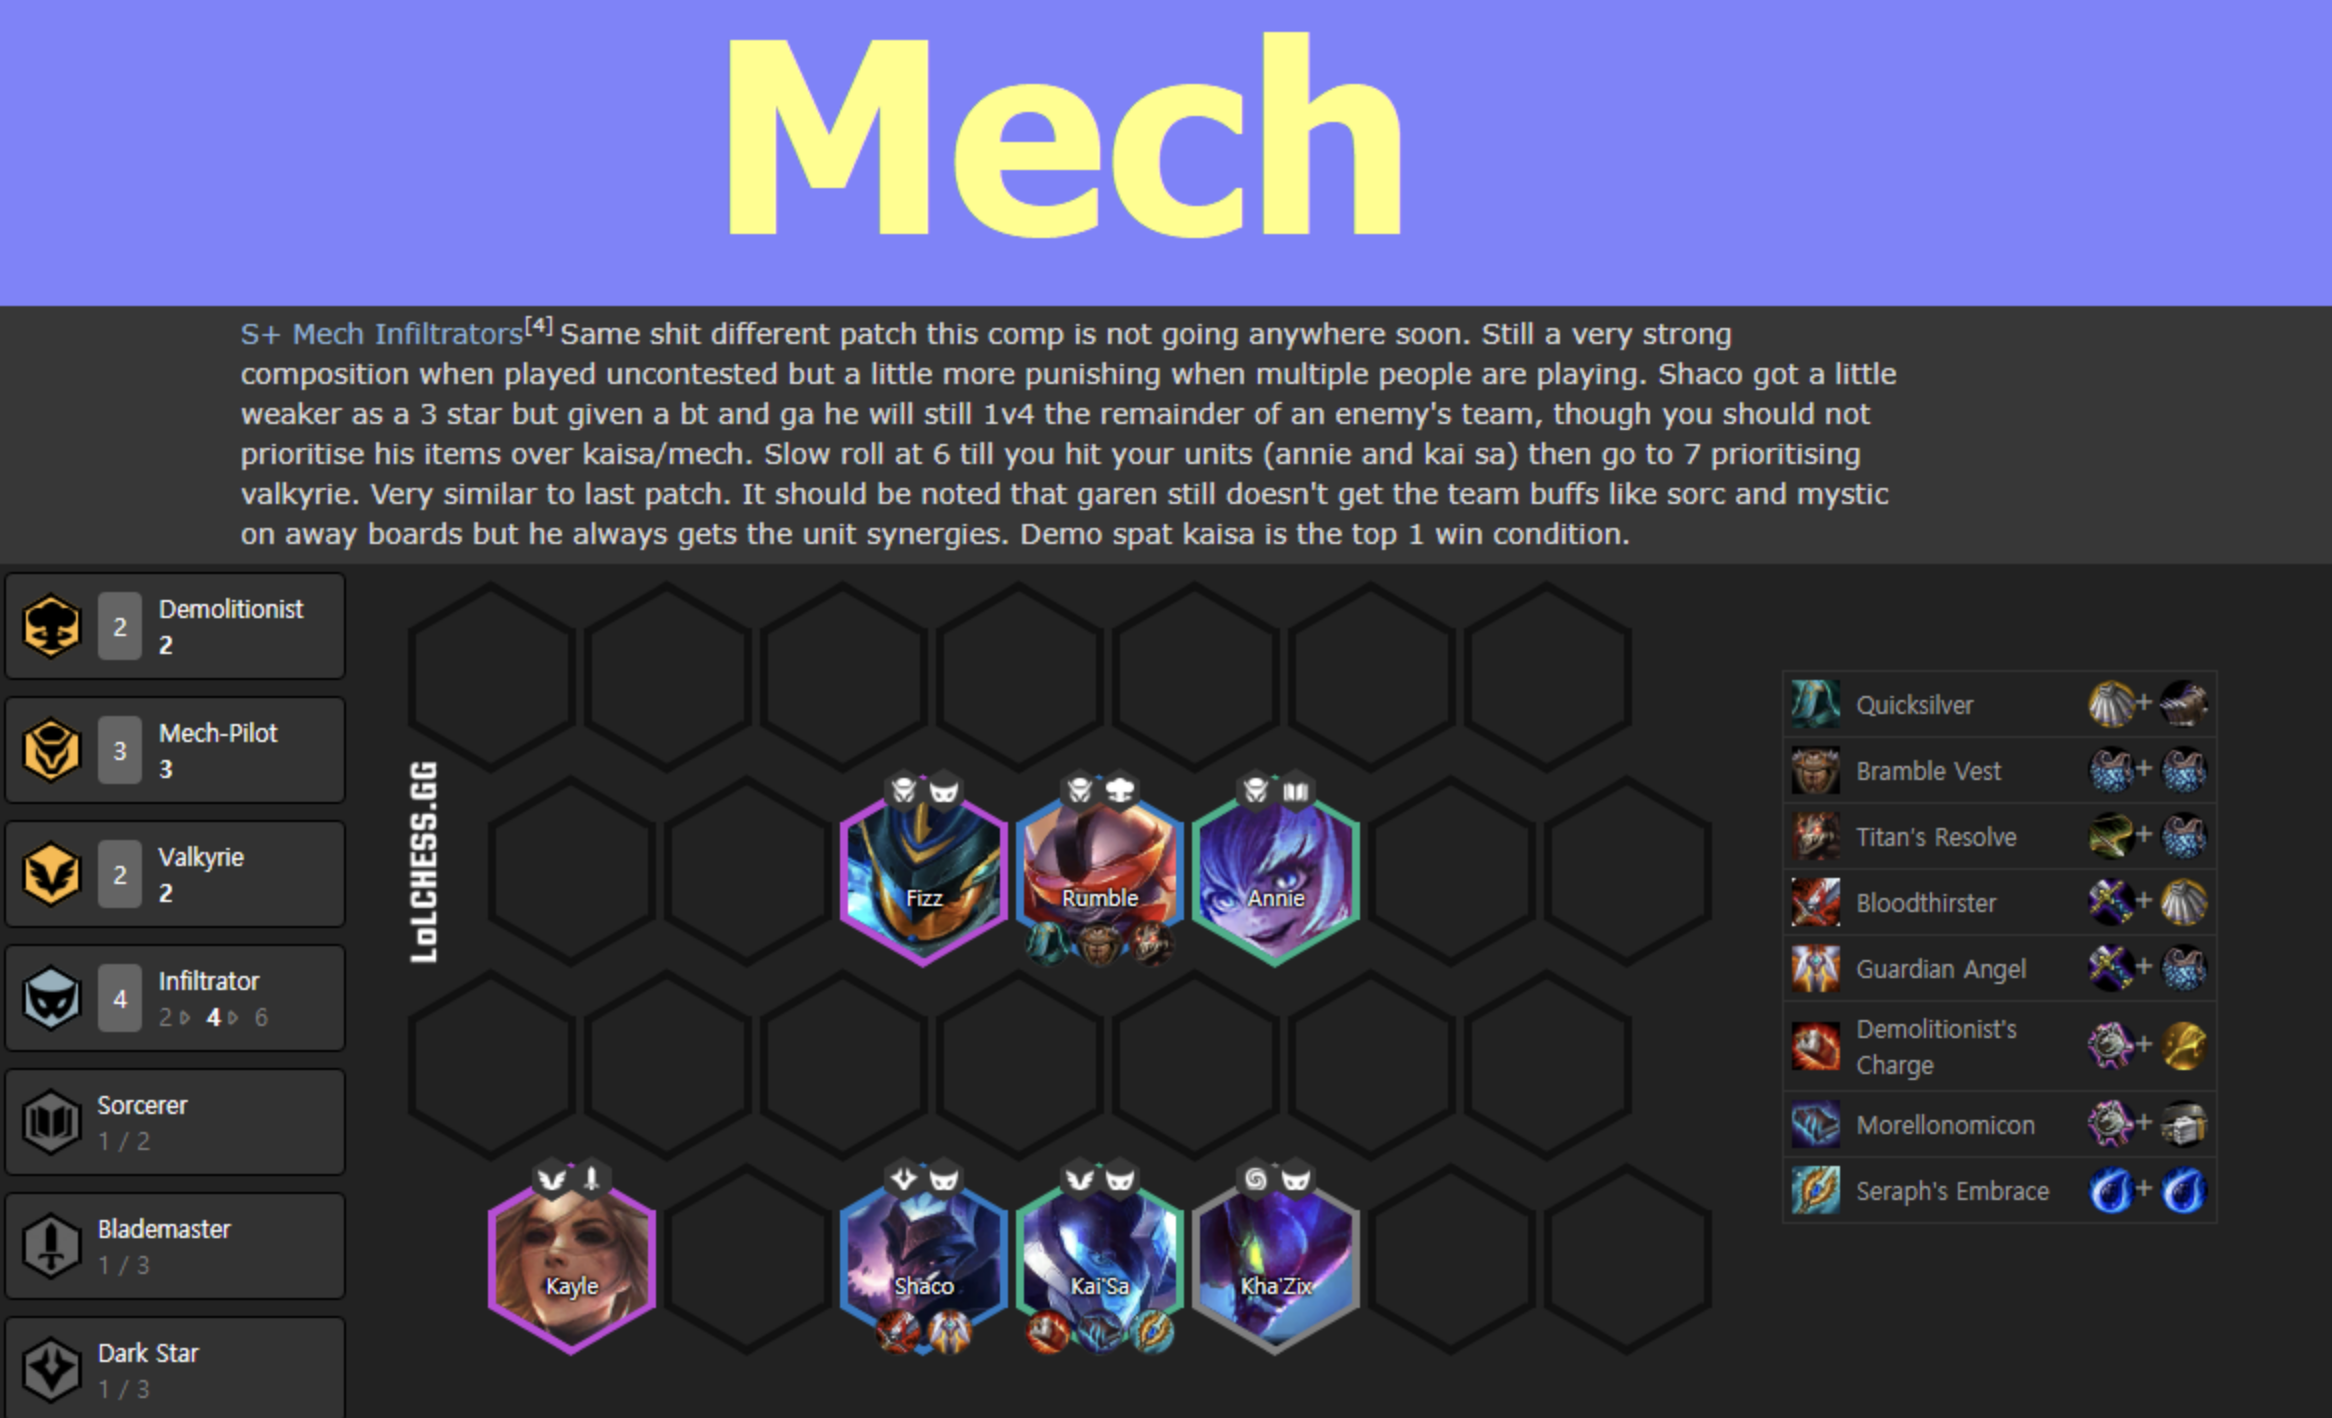 Mech
S+ Mech Infiltrators[4] Same shit different patch this comp is not going anywhere soon. Still a very strong
composition when played uncontested but a little more punishing when multiple people are playing. Shaco got a little
weaker as a 3 star but given a bt and ga he will still 1v4 the remainder of an enemy's team, though you should not
prioritise his items over kaisa/mech. Slow roll at 6 till you hit your units (annie and kai sa) then go to 7 prioritising
valkyrie. Very similar to last patch. It should be noted that garen still doesn't get the team buffs like sorc and mystic
on away boards but he always gets the unit synergies. Demo spat kaisa is the top 1 win condition.
2 Demolitionist
2
3 Mech-Pilot
3
2 Valkyrie
2
4 Infiltrator
2 4 6
Sorcerer
1 / 2
Blademaster
1 / 3
Dark Star
1 / 3
LoLCHESS.GG
Fizz
Rumble
Annie
Kayle
Shaco
Kai'Sa
Kha'Zix
Quicksilver +
Bramble Vest +
Titan's Resolve +
Bloodthirster +
Guardian Angel +
Demolitionist's
Charge +
Morellonomicon +
Seraph's Embrace +